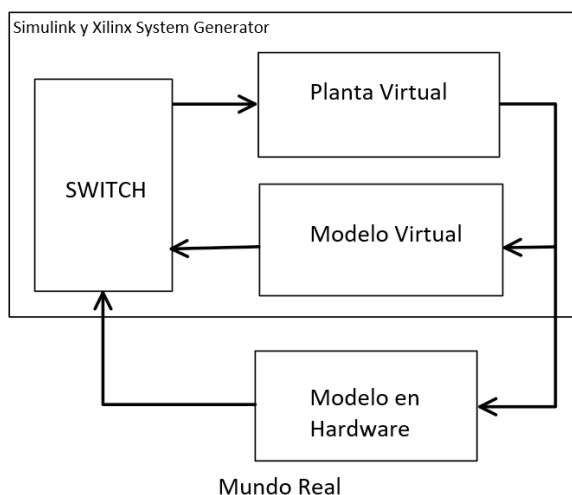 Simulink y Xilinx System Generator
Planta Virtual
SWITCH
Modelo Virtual
Modelo en
Hardware
Mundo Real